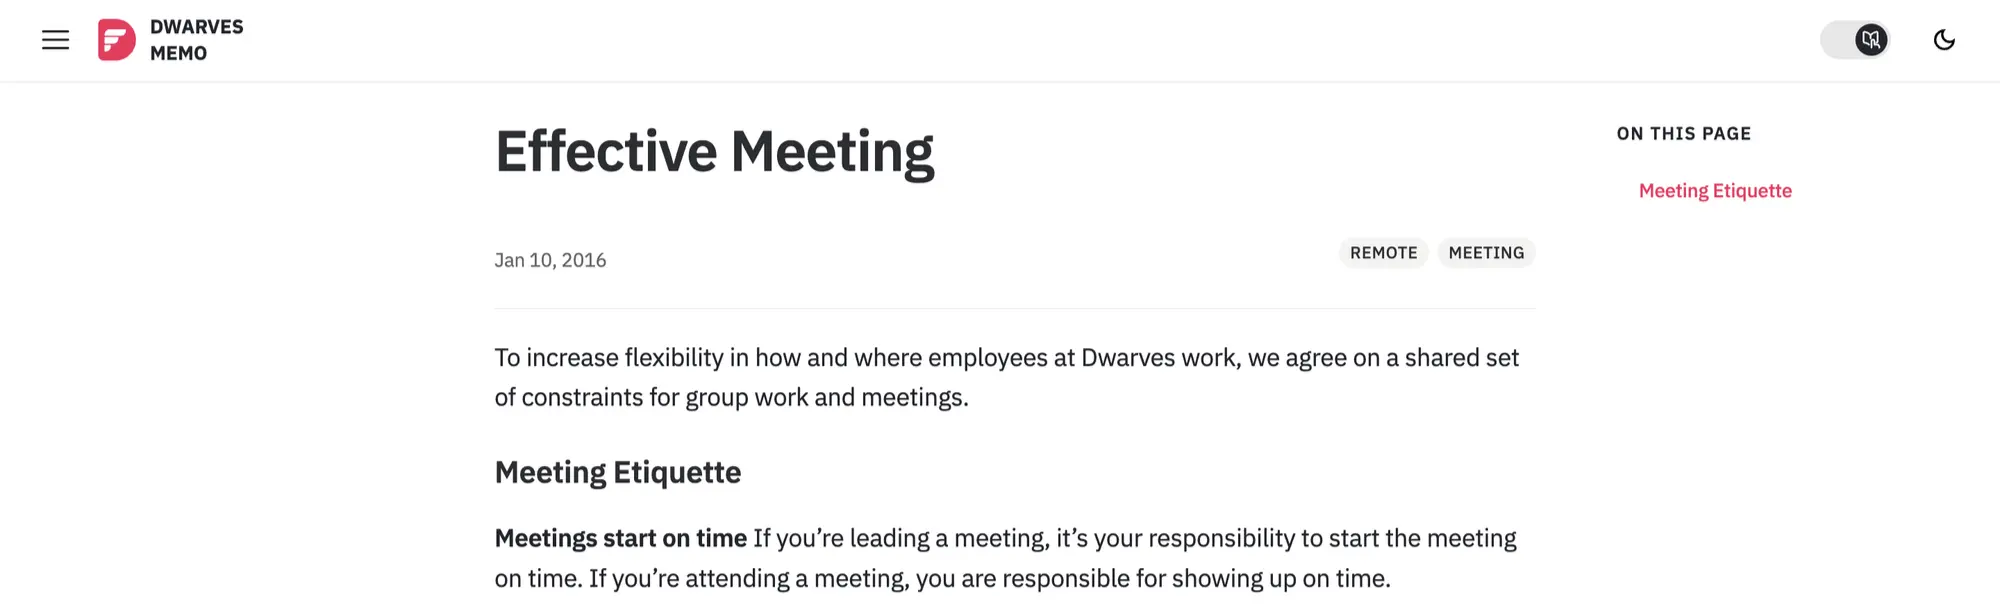 DWARVES
MEMO
Effective Meeting
ON THIS PAGE
Meeting Etiquette
Jan 10, 2016
REMOTE MEETING
To increase flexibility in how and where employees at Dwarves work, we agree on a shared set
of constraints for group work and meetings.
Meeting Etiquette
Meetings start on time If you’re leading a meeting, it’s your responsibility to start the meeting
on time. If you’re attending a meeting, you are responsible for showing up on time.